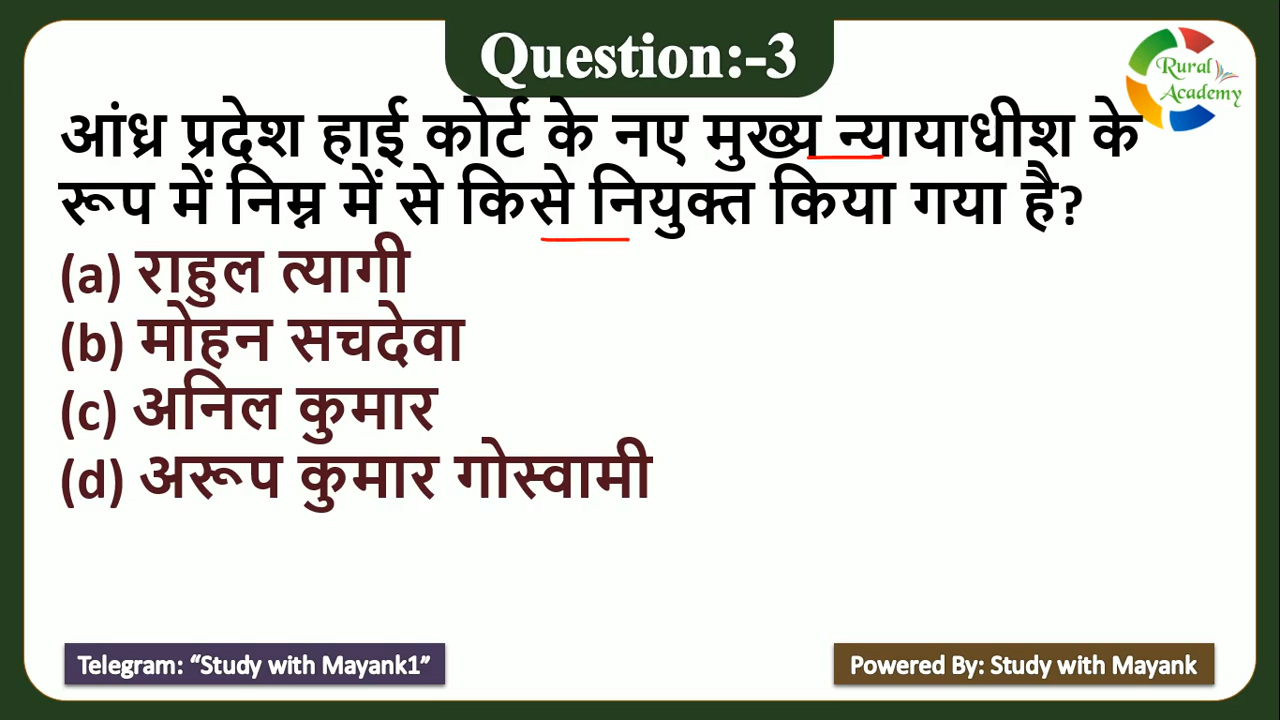 Question:-3
Rural
Academy
आंध्र प्रदेश हाई कोर्ट के नए मुख्य न्यायाधीश के
रूप में निम्न में से किसे नियुक्त किया गया है?
(a) राहुल त्यागी
(b) मोहन सचदेवा
(c) अनिल कुमार
(d) अरूप कुमार गोस्वामी
Telegram: “Study with Mayank1”
Powered By: Study with Mayank